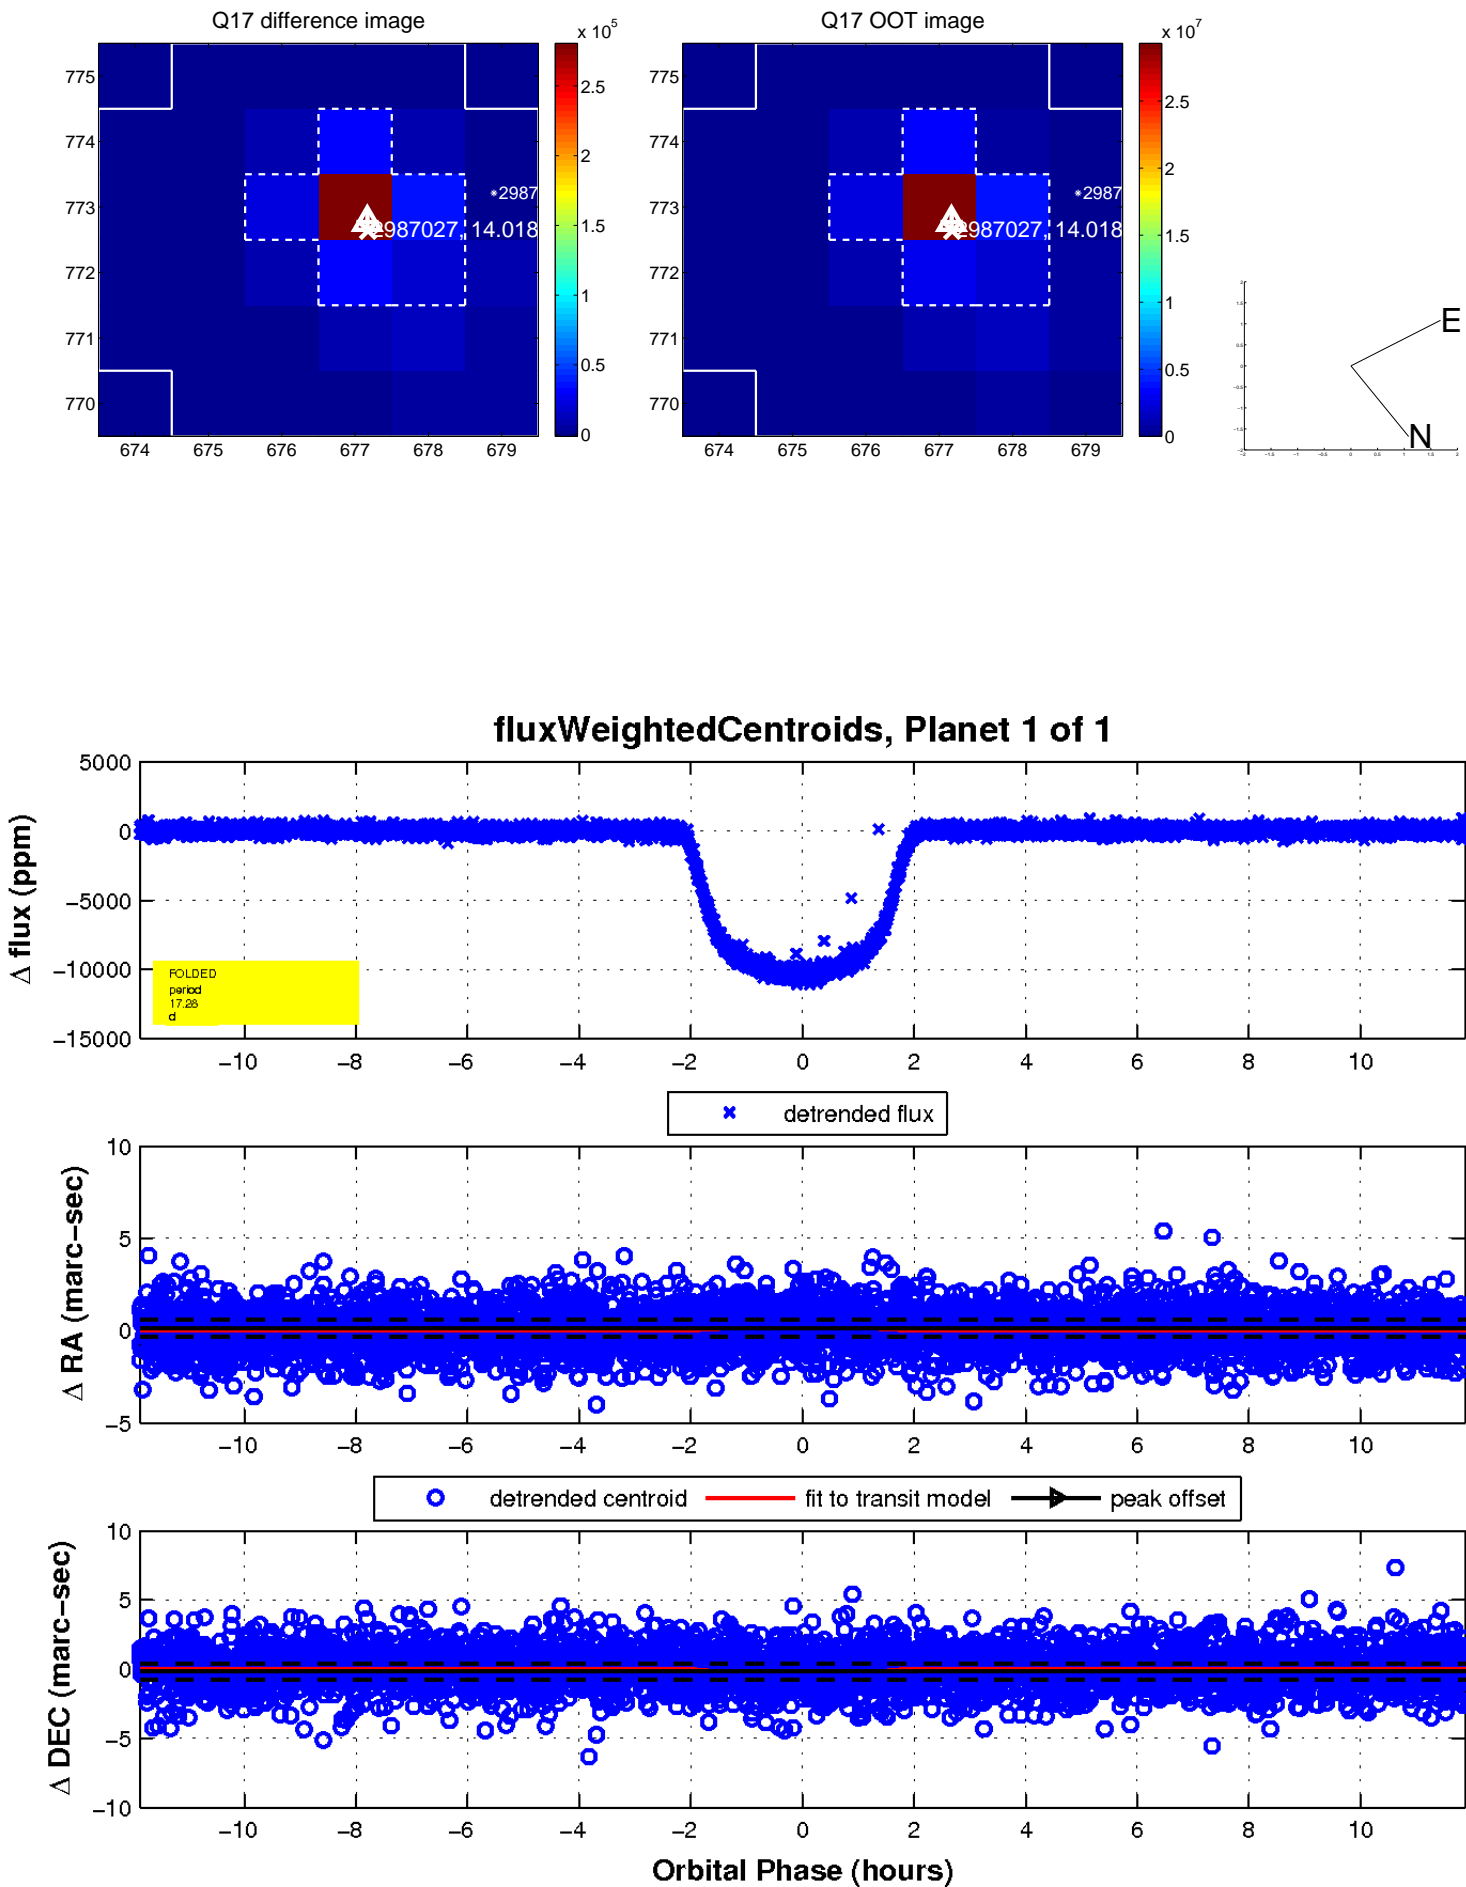 Q17 difference image
x 10^5
775
774
773
772
771
770
674 675 676 677 678 679
2.5
2
1.5
1
0.5
0
2987
2987027, 14.018
Q17 OOT image
x 10^7
775
774
773
772
771
770
674 675 676 677 678 679
2.5
2
1.5
1
0.5
0
2987
2987027, 14.018
E
N
fluxWeightedCentroids, Planet 1 of 1
Δ flux (ppm)
5000
0
−5000
−10000
−15000
FOLDED
period
17.28
d
−10 −8 −6 −4 −2 0 2 4 6 8 10
detrended flux
Δ RA (marc−sec)
10
5
0
−5
−10 −8 −6 −4 −2 0 2 4 6 8 10
detrended centroid fit to transit model peak offset
Δ DEC (marc−sec)
10
5
0
−5
−10
−10 −8 −6 −4 −2 0 2 4 6 8 10
Orbital Phase (hours)